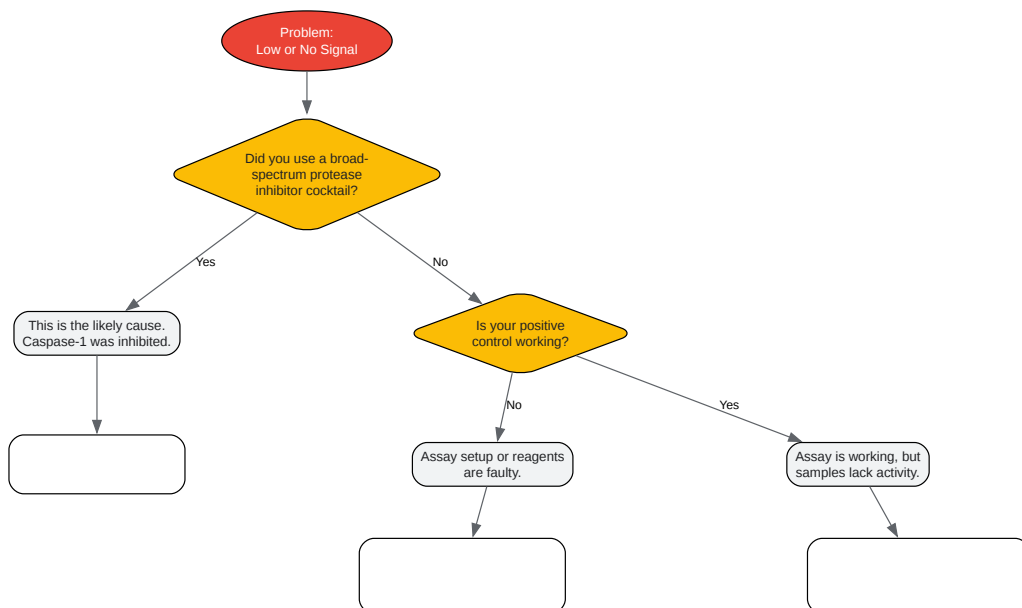 Problem:
Low or No Signal
Did you use a broad-
spectrum protease
inhibitor cocktail?
Yes
No
This is the likely cause.
Caspase-1 was inhibited.
Is your positive
control working?
No
Yes
Assay setup or reagents
are faulty.
Assay is working, but
samples lack activity.